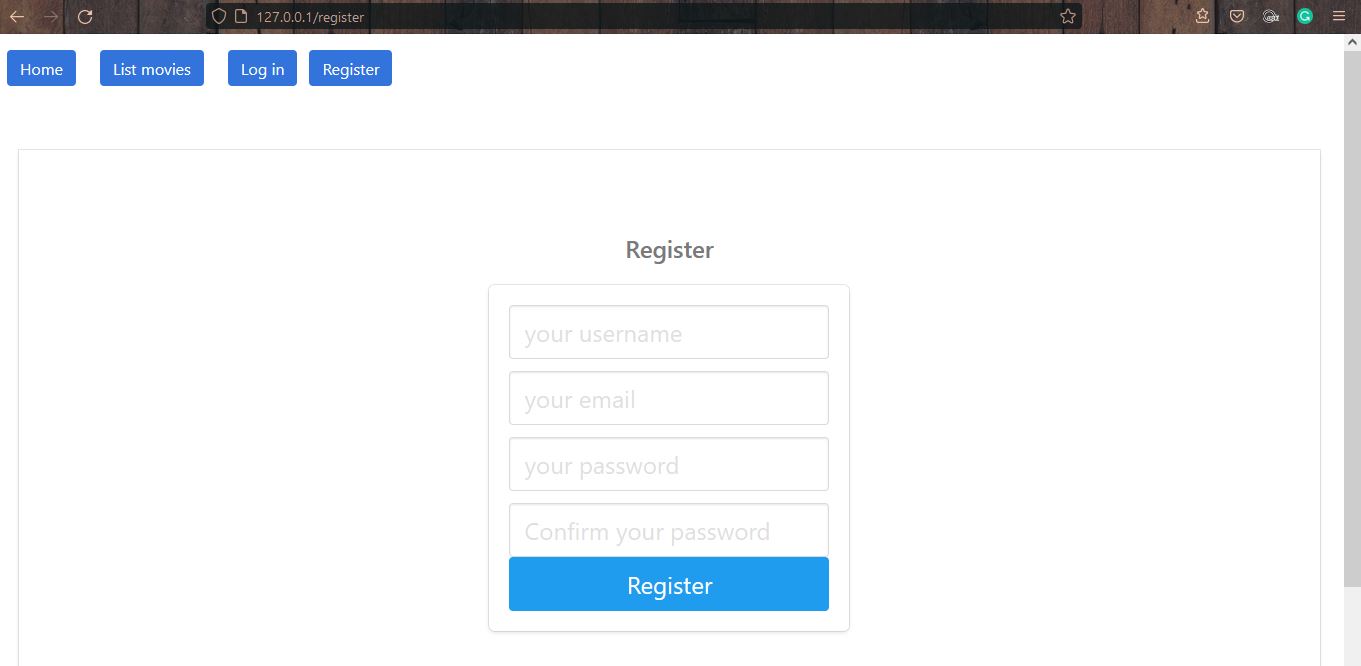 127.0.0.1/register
Home List movies Log in Register
Register
your username
your email
your password
Confirm your password
Register